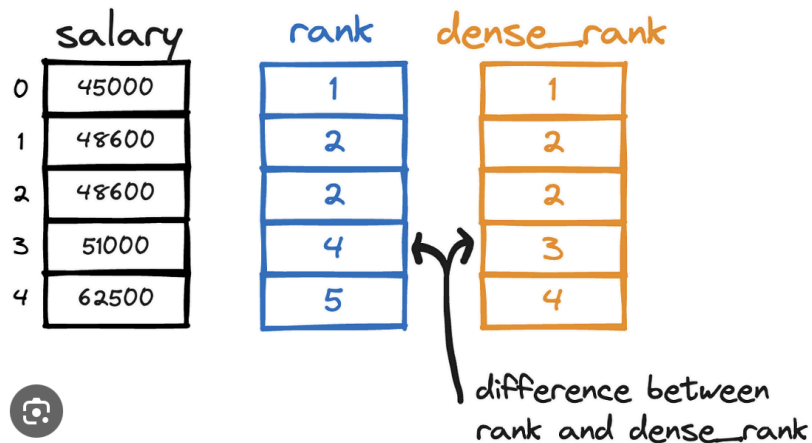 salary rank dense_rank
0 45000 1 1
1 48600 2 2
2 48600 2 2
3 51000 4 3
4 62500 5 4
difference between
rank and dense_rank